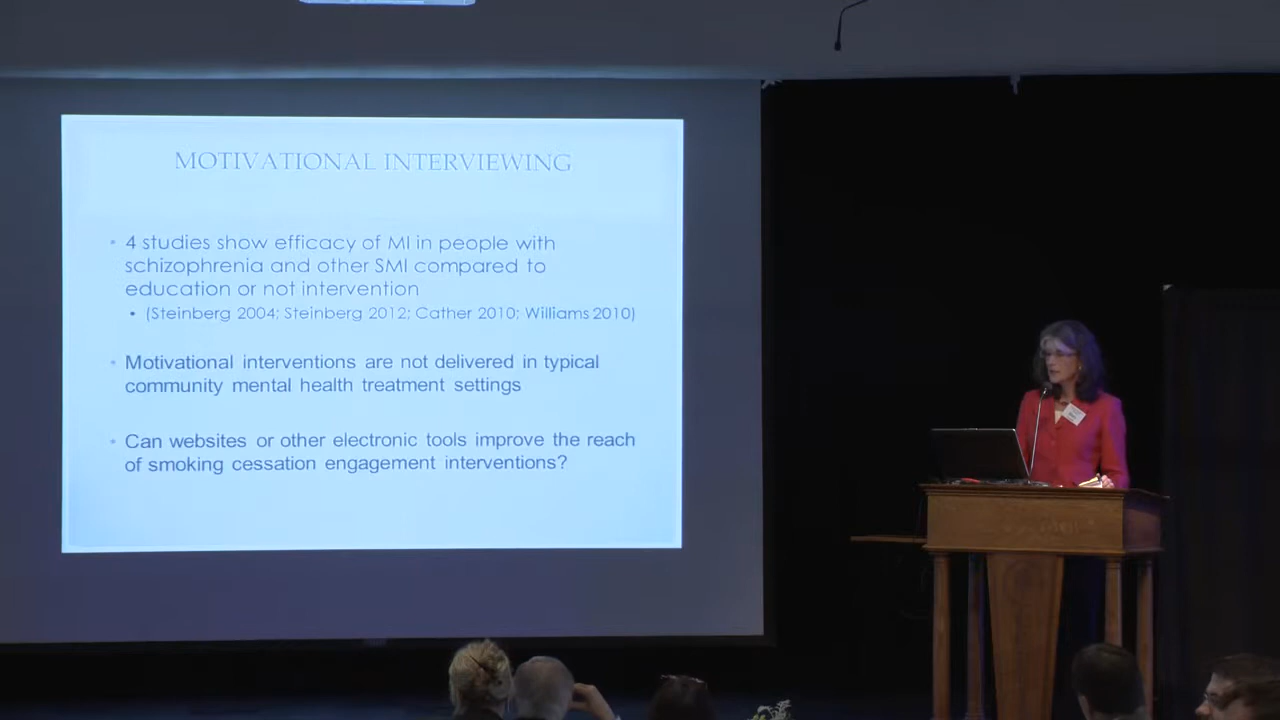 MOTIVATIONAL INTERVIEWING
• 4 studies show efficacy of MI in people with
schizophrenia and other SMI compared to
education or not intervention
• (Steinberg 2004; Steinberg 2012; Cather 2010; Williams 2010)
• Motivational interventions are not delivered in typical
community mental health treatment settings
• Can websites or other electronic tools improve the reach
of smoking cessation engagement interventions?